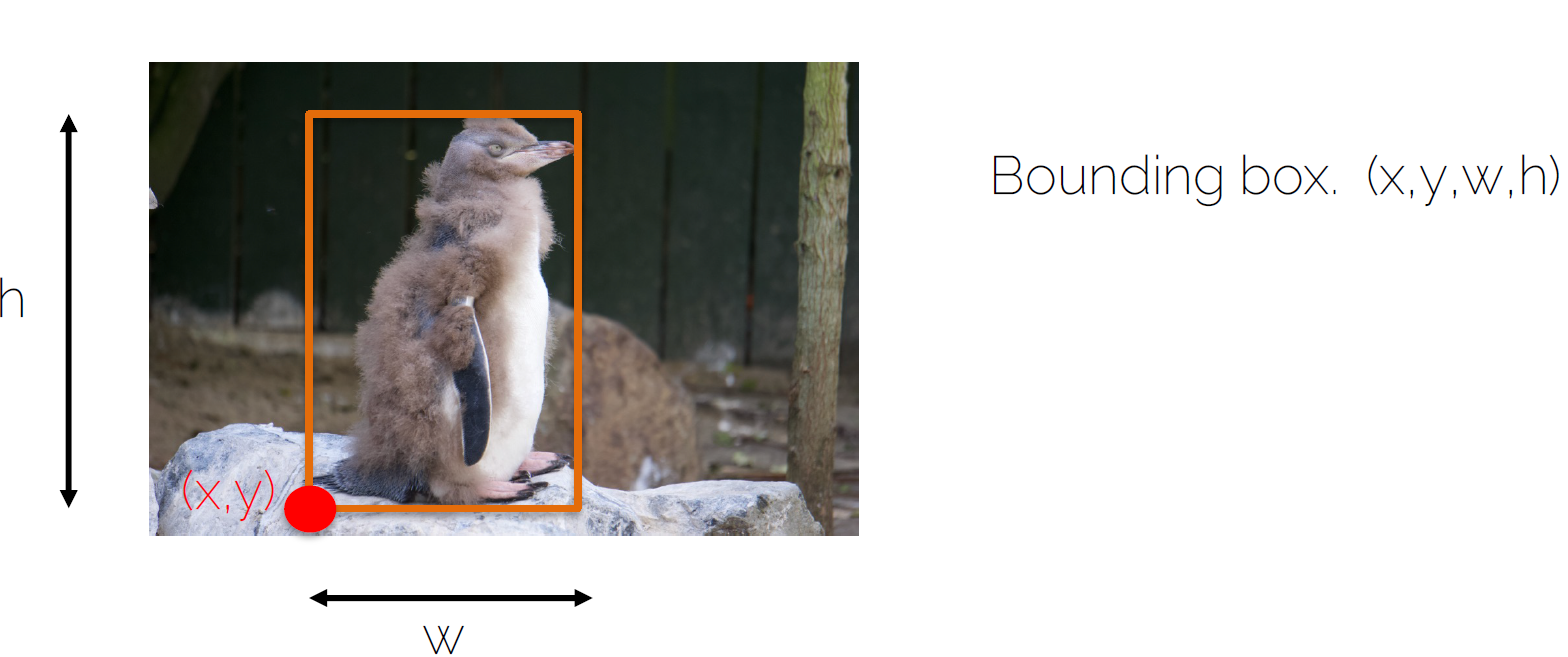 Bounding box. (x,y,w,h)
h
(x,y)
w